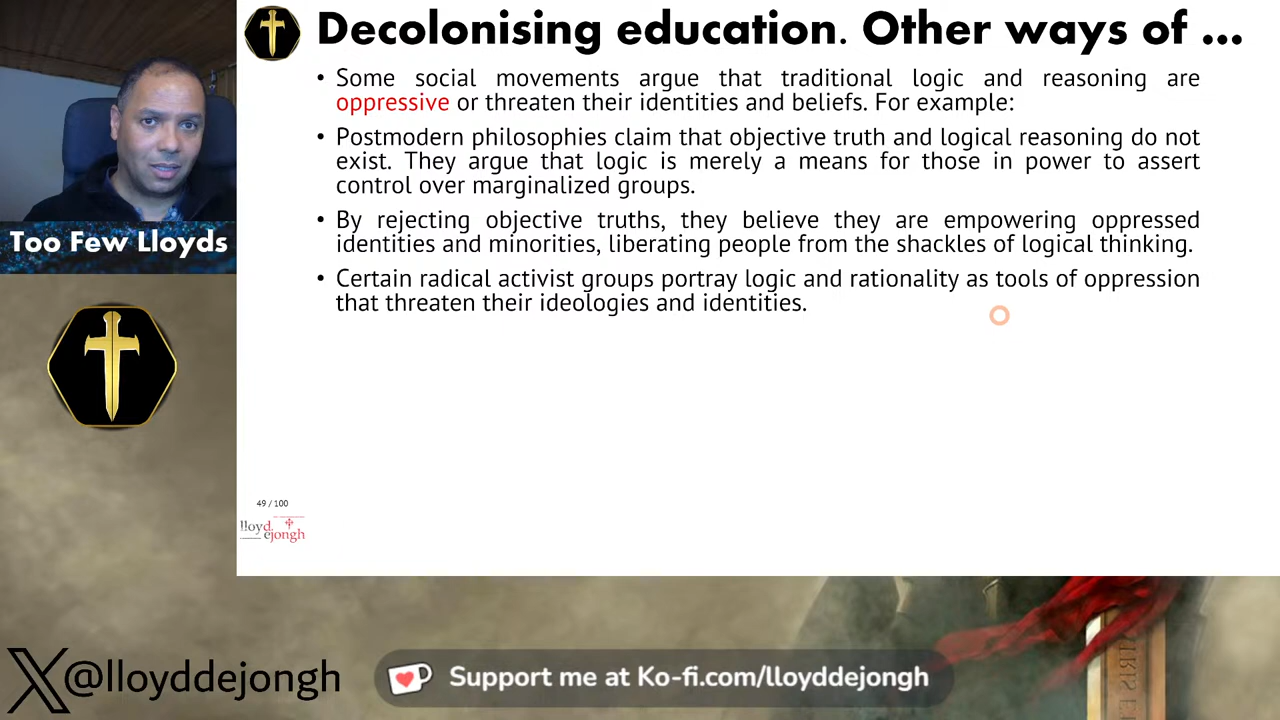 Decolonising education. Other ways of ...
• Some social movements argue that traditional logic and reasoning are
oppressive or threaten their identities and beliefs. For example:
• Postmodern philosophies claim that objective truth and logical reasoning do not
exist. They argue that logic is merely a means for those in power to assert
control over marginalized groups.
• By rejecting objective truths, they believe they are empowering oppressed
identities and minorities, liberating people from the shackles of logical thinking.
• Certain radical activist groups portray logic and rationality as tools of oppression
that threaten their ideologies and identities.
Too Few Lloyds
49 / 100
lloyd
ejongh
X@lloyddejongh
Support me at Ko-fi.com/lloyddejongh